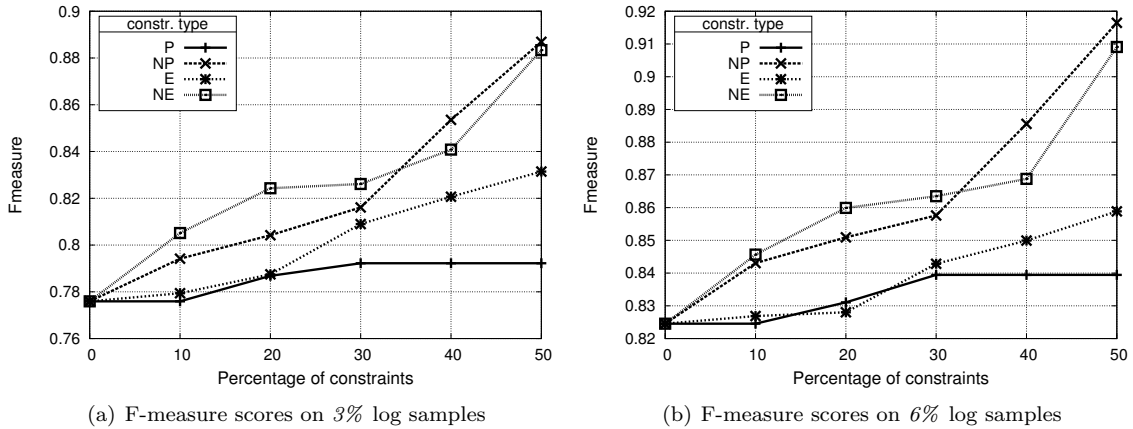 0.9
0.88
0.86
0.84
0.82
0.8
0.78
0.76
Fmeasure
constr. type
P
NP
E
NE
0 10 20 30 40 50
Percentage of constraints
(a) F-measure scores on 3% log samples
0.92
0.91
0.9
0.89
0.88
0.87
0.86
0.85
0.84
0.83
0.82
Fmeasure
constr. type
P
NP
E
NE
0 10 20 30 40 50
Percentage of constraints
(b) F-measure scores on 6% log samples